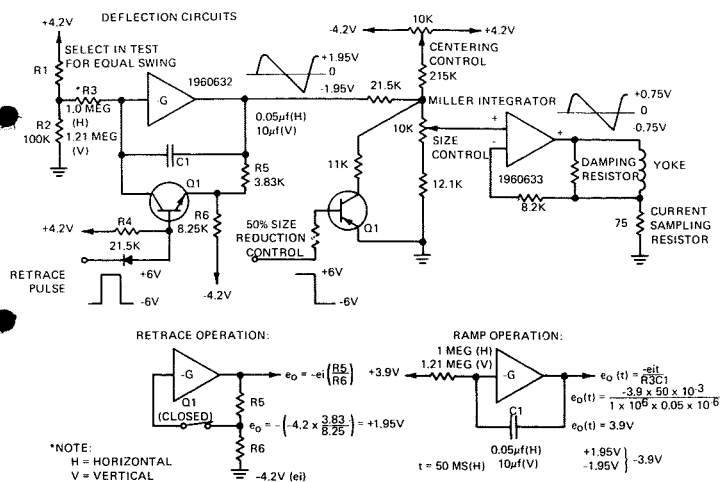 DEFLECTION CIRCUITS
+4.2V
SELECT IN TEST
FOR EQUAL SWING
R1
*R3
1.0 MEG
(H)
1.21 MEG
(V)
R2
100K
-G
1960632
C1
+1.95V
0
-1.95V
0.05μf(H)
10μf(V)
R5
3.83K
Q1
R6
8.25K
-4.2V
R4
+4.2V
21.5K
RETRACE
PULSE
+6V
-6V
-4.2V
10K
+4.2V
CENTERING
CONTROL
215K
21.5K
MILLER INTEGRATOR
10K
SIZE
CONTROL
11K
12.1K
Q1
50% SIZE
REDUCTION
CONTROL
+6V
-6V
+
-
+
1960633
8.2K
+0.75V
0
-0.75V
DAMPING
RESISTOR
YOKE
75
CURRENT
SAMPLING
RESISTOR
RETRACE OPERATION:
-G
Q1
(CLOSED)
R5
R6
eo = -ei(R5/R6)
eo = -(-4.2 x 3.83/8.25) = +1.95V
-4.2V (ei)
*NOTE:
H = HORIZONTAL
V = VERTICAL
RAMP OPERATION:
1 MEG (H)
1.21 MEG (V)
+3.9V
-G
C1
0.05μf(H)
10μf(V)
t = 50 MS(H)
eo (t) = -eit/R3C1
eo(t) = -3.9 x 50 x 10-3/1 x 106 x 0.05 x 10-6
eo(t) = 3.9V
+1.95V
-1.95V } -3.9V